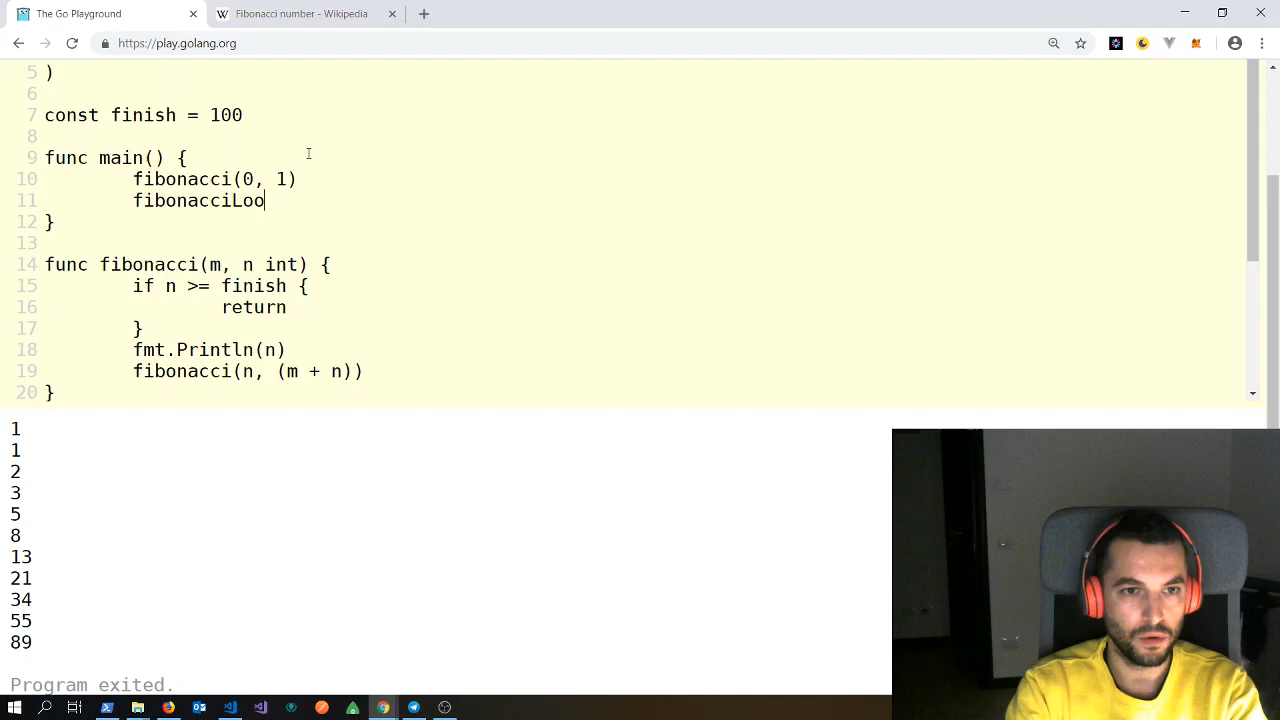 The Go Playground
Fibonacci number - Wikipedia
https://play.golang.org
5 )
6
7 const finish = 100
8
9 func main() {
10 fibonacci(0, 1)
11 fibonacciLoo
12 }
13
14 func fibonacci(m, n int) {
15 if n >= finish {
16 return
17 }
18 fmt.Println(n)
19 fibonacci(n, (m + n))
20 }
1
1
2
3
5
8
13
21
34
55
89
Program exited.